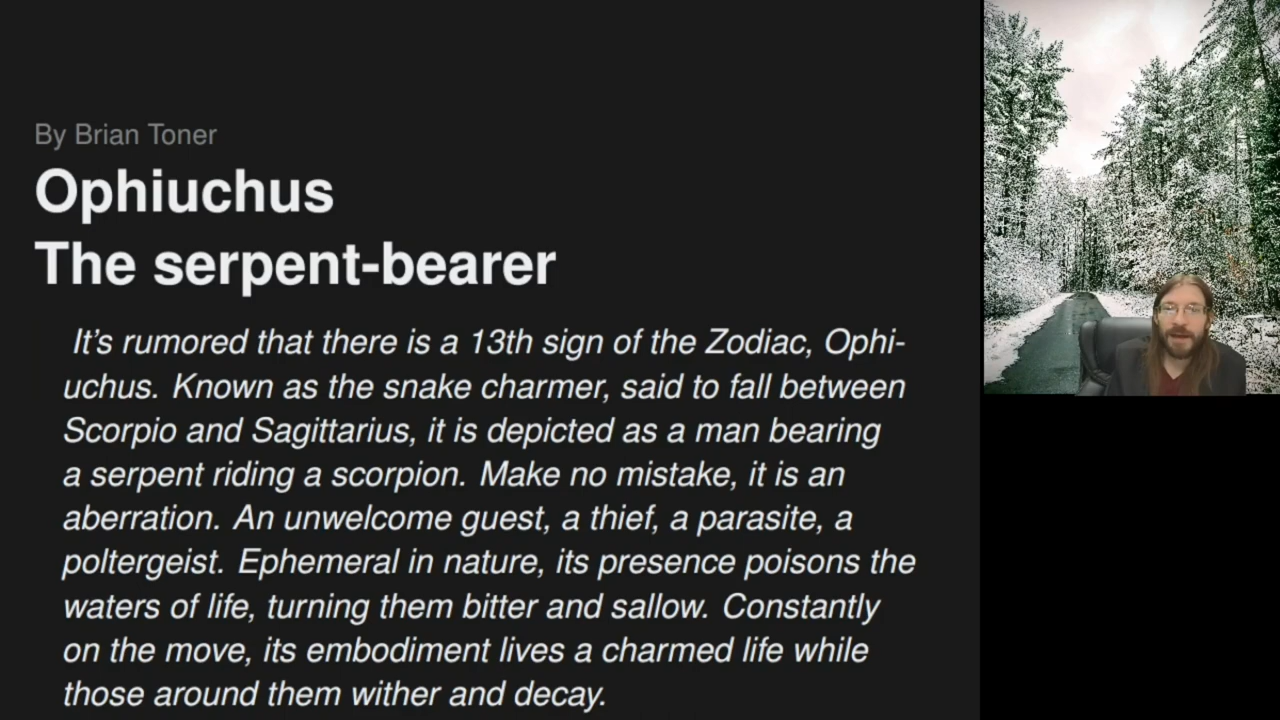 By Brian Toner
Ophiuchus
The serpent-bearer
It’s rumored that there is a 13th sign of the Zodiac, Ophi-
uchus. Known as the snake charmer, said to fall between
Scorpio and Sagittarius, it is depicted as a man bearing
a serpent riding a scorpion. Make no mistake, it is an
aberration. An unwelcome guest, a thief, a parasite, a
poltergeist. Ephemeral in nature, its presence poisons the
waters of life, turning them bitter and sallow. Constantly
on the move, its embodiment lives a charmed life while
those around them wither and decay.